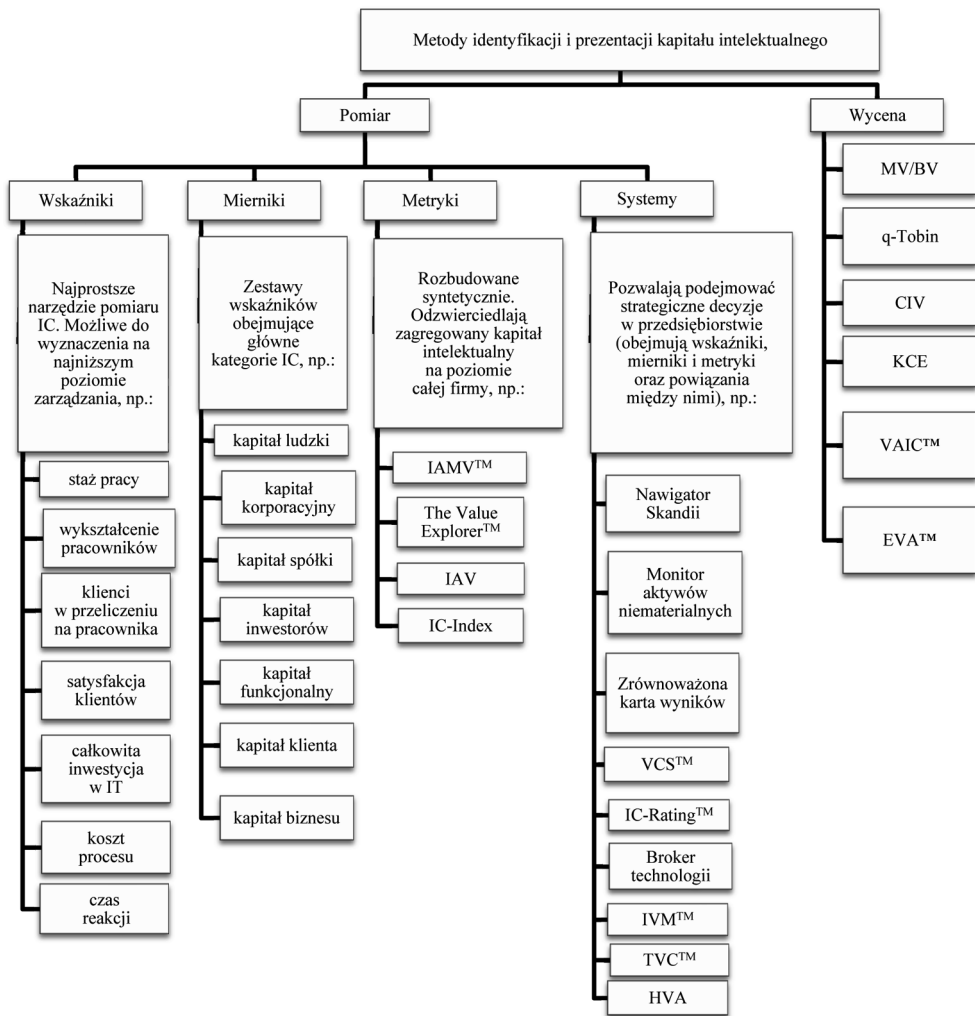 Metody identyfikacji i prezentacji kapitału intelektualnego
Pomiar
Wycena
Wskaźniki
Mierniki
Metryki
Systemy
Najprostsze
narzędzie pomiaru
IC. Możliwe do
wyznaczenia na
najniższym
poziomie
zarządzania, np.:
staż pracy
wykształcenie
pracowników
klienci
w przeliczeniu
na pracownika
satysfakcja
klientów
całkowita
inwestycja
w IT
koszt
procesu
czas
reakcji
Zestawy
wskaźników
obejmujące
główne
kategorie IC, np.:
kapitał ludzki
kapitał
korporacyjny
kapitał spółki
kapitał
inwestorów
kapitał
funkcjonalny
kapitał klienta
kapitał biznesu
Rozbudowane
syntetycznie.
Odzwierciedlają
zagregowany kapitał
intelektualny
na poziomie
całej firmy, np.:
IAMV™
The Value
Explorer™
IAV
IC-Index
Pozwalają podejmować
strategiczne decyzje
w przedsiębiorstwie
(obejmują wskaźniki,
mierniki i metryki
oraz powiązania
między nimi), np.:
Nawigator
Skandii
Monitor
aktywów
niematerialnych
Zrównoważona
karta wyników
VCS™
IC-Rating™
Broker
technologii
IVM™
TVC™
HVA
MV/BV
q-Tobin
CIV
KCE
VAIC™
EVA™